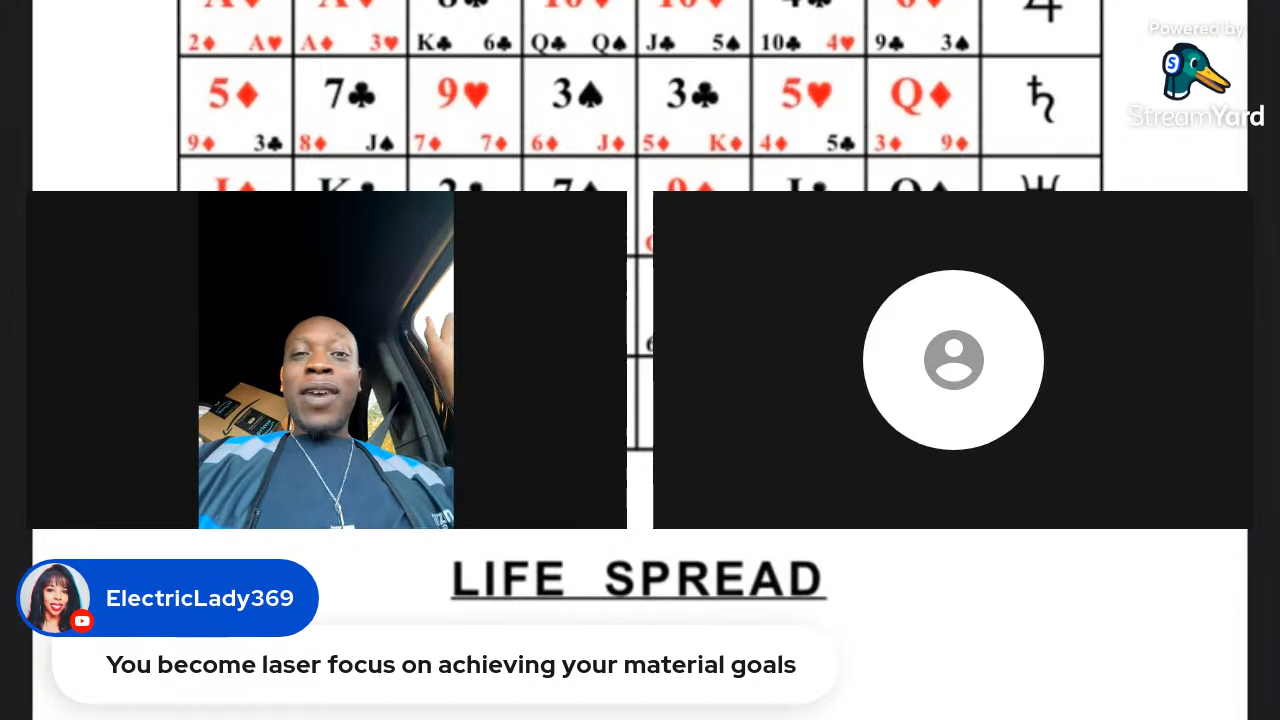 2♦ A♥ A♦ 3♥ K♣ 6♣ Q♣ Q♠ J♣ 5♠ 10♣ 4♥ 9♣ 3♠
5♦ 7♣ 9♥ 3♠ 3♣ 5♥ Q♦ ♄
9♦ 3♣ 8♦ J♠ 7♦ 7♦ 6♦ J♦ 5♦ K♦ 4♦ 5♣ 3♦ 9♦
Powered by
StreamYard
LIFE SPREAD
ElectricLady369
You become laser focus on achieving your material goals